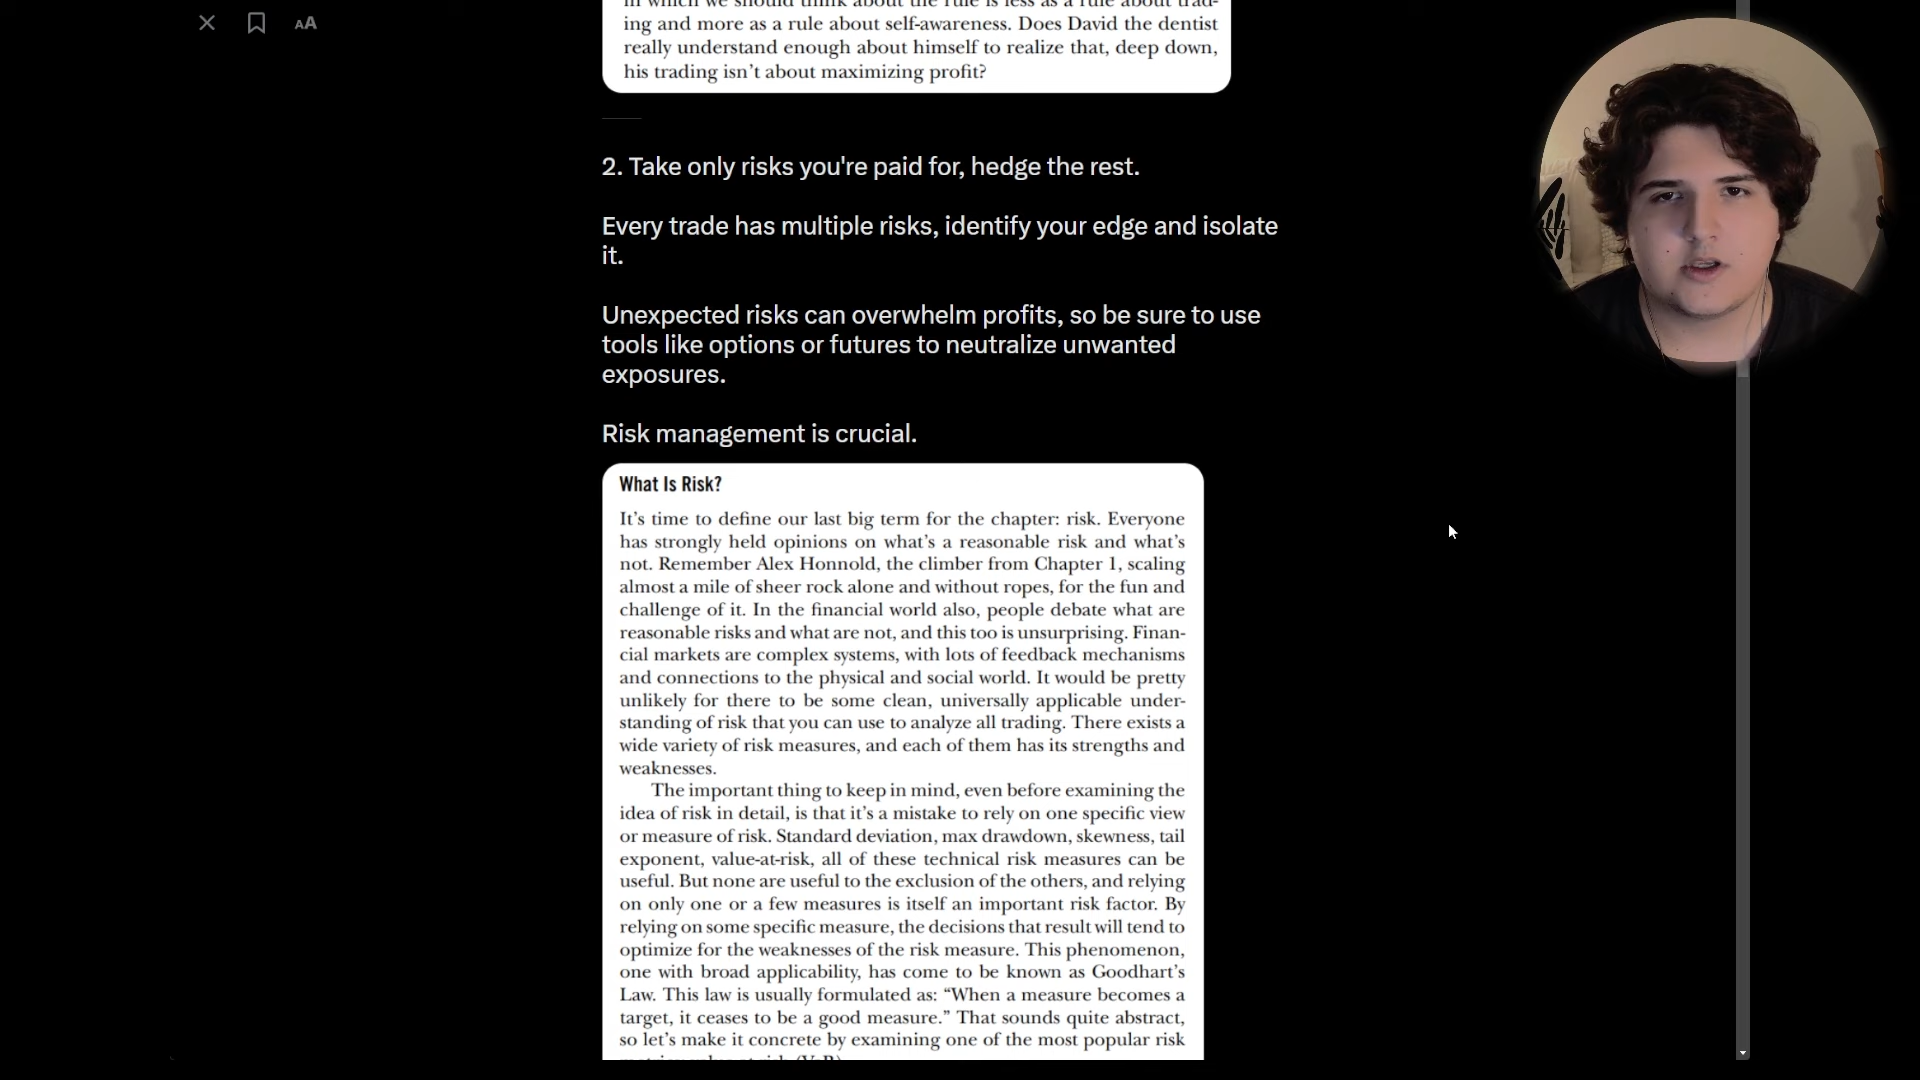 AA
in which we should think about the rule is less as a rule about trad-
ing and more as a rule about self-awareness. Does David the dentist
really understand enough about himself to realize that, deep down,
his trading isn't about maximizing profit?
2. Take only risks you're paid for, hedge the rest.
Every trade has multiple risks, identify your edge and isolate
it.
Unexpected risks can overwhelm profits, so be sure to use
tools like options or futures to neutralize unwanted
exposures.
Risk management is crucial.
What Is Risk?
It's time to define our last big term for the chapter: risk. Everyone
has strongly held opinions on what's a reasonable risk and what's
not. Remember Alex Honnold, the climber from Chapter 1, scaling
almost a mile of sheer rock alone and without ropes, for the fun and
challenge of it. In the financial world also, people debate what are
reasonable risks and what are not, and this too is unsurprising. Finan-
cial markets are complex systems, with lots of feedback mechanisms
and connections to the physical and social world. It would be pretty
unlikely for there to be some clean, universally applicable under-
standing of risk that you can use to analyze all trading. There exists a
wide variety of risk measures, and each of them has its strengths and
weaknesses.
The important thing to keep in mind, even before examining the
idea of risk in detail, is that it's a mistake to rely on one specific view
or measure of risk. Standard deviation, max drawdown, skewness, tail
exponent, value-at-risk, all of these technical risk measures can be
useful. But none are useful to the exclusion of the others, and relying
on only one or a few measures is itself an important risk factor. By
relying on some specific measure, the decisions that result will tend to
optimize for the weaknesses of the risk measure. This phenomenon,
one with broad applicability, has come to be known as Goodhart's
Law. This law is usually formulated as: “When a measure becomes a
target, it ceases to be a good measure.” That sounds quite abstract,
so let's make it concrete by examining one of the most popular risk